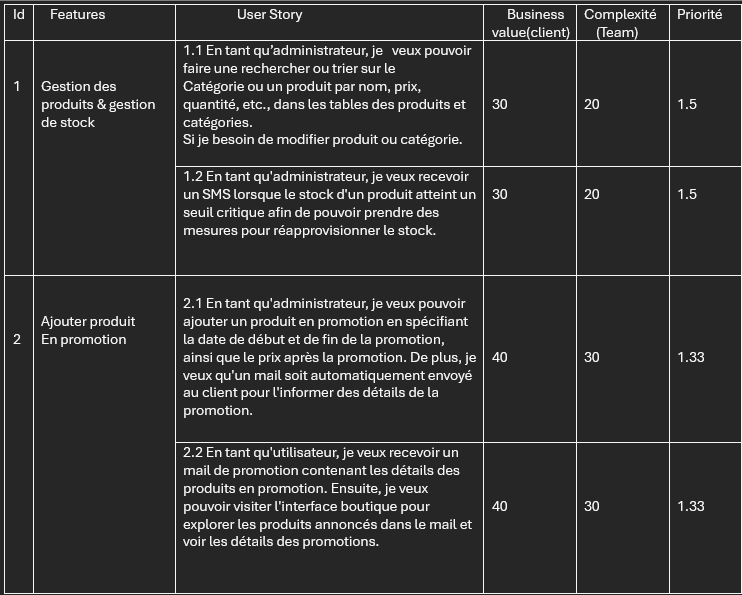 Id Features User Story Business value(client) Complexité (Team) Priorité
1
Gestion des
produits & gestion
de stock
1.1 En tant qu’administrateur, je veux pouvoir
faire une rechercher ou trier sur le
Catégorie ou un produit par nom, prix,
quantité, etc., dans les tables des produits et
catégories.
Si je besoin de modifier produit ou catégorie.
30
20
1.5
1.2 En tant qu'administrateur, je veux recevoir
un SMS lorsque le stock d'un produit atteint un
seuil critique afin de pouvoir prendre des
mesures pour réapprovisionner le stock.
30
20
1.5
2
Ajouter produit
En promotion
2.1 En tant qu'administrateur, je veux pouvoir
ajouter un produit en promotion en spécifiant
la date de début et de fin de la promotion,
ainsi que le prix après la promotion. De plus, je
veux qu'un mail soit automatiquement envoyé
au client pour l'informer des détails de la
promotion.
40
30
1.33
2.2 En tant qu'utilisateur, je veux recevoir un
mail de promotion contenant les détails des
produits en promotion. Ensuite, je veux
pouvoir visiter l'interface boutique pour
explorer les produits annoncés dans le mail et
voir les détails des promotions.
40
30
1.33